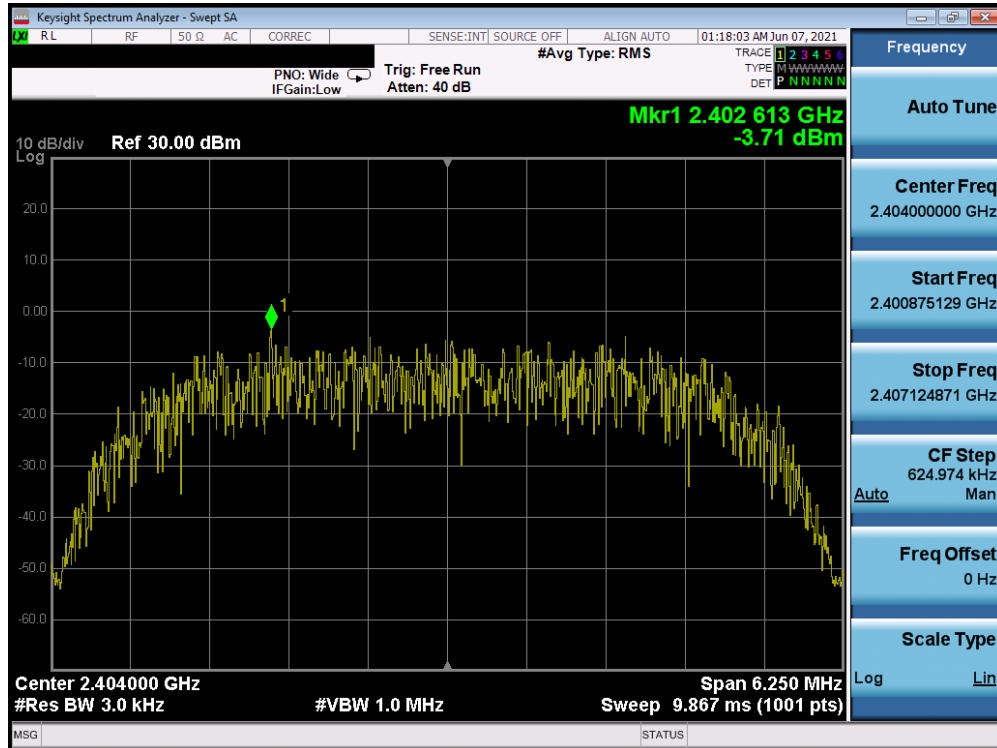 Keysight Spectrum Analyzer - Swept SA
LXI RL RF 50 Ω AC CORREC SENSE:INT SOURCE OFF ALIGN AUTO 01:18:03 AM Jun 07, 2021
#Avg Type: RMS
TRACE 1 2 3 4 5 6
TYPE M WWWWW
DET P N N N N N
PNO: Wide
IFGain:Low
Trig: Free Run
Atten: 40 dB
Frequency
Auto Tune
Mkr1 2.402 613 GHz
-3.71 dBm
10 dB/div Ref 30.00 dBm
Log
20.0
10.0
0.00
-10.0
-20.0
-30.0
-40.0
-50.0
-60.0
1
Center Freq
2.404000000 GHz
Start Freq
2.400875129 GHz
Stop Freq
2.407124871 GHz
CF Step
624.974 kHz
Auto Man
Freq Offset
0 Hz
Scale Type
Log Lin
Center 2.404000 GHz Span 6.250 MHz
#Res BW 3.0 kHz #VBW 1.0 MHz Sweep 9.867 ms (1001 pts)
MSG STATUS